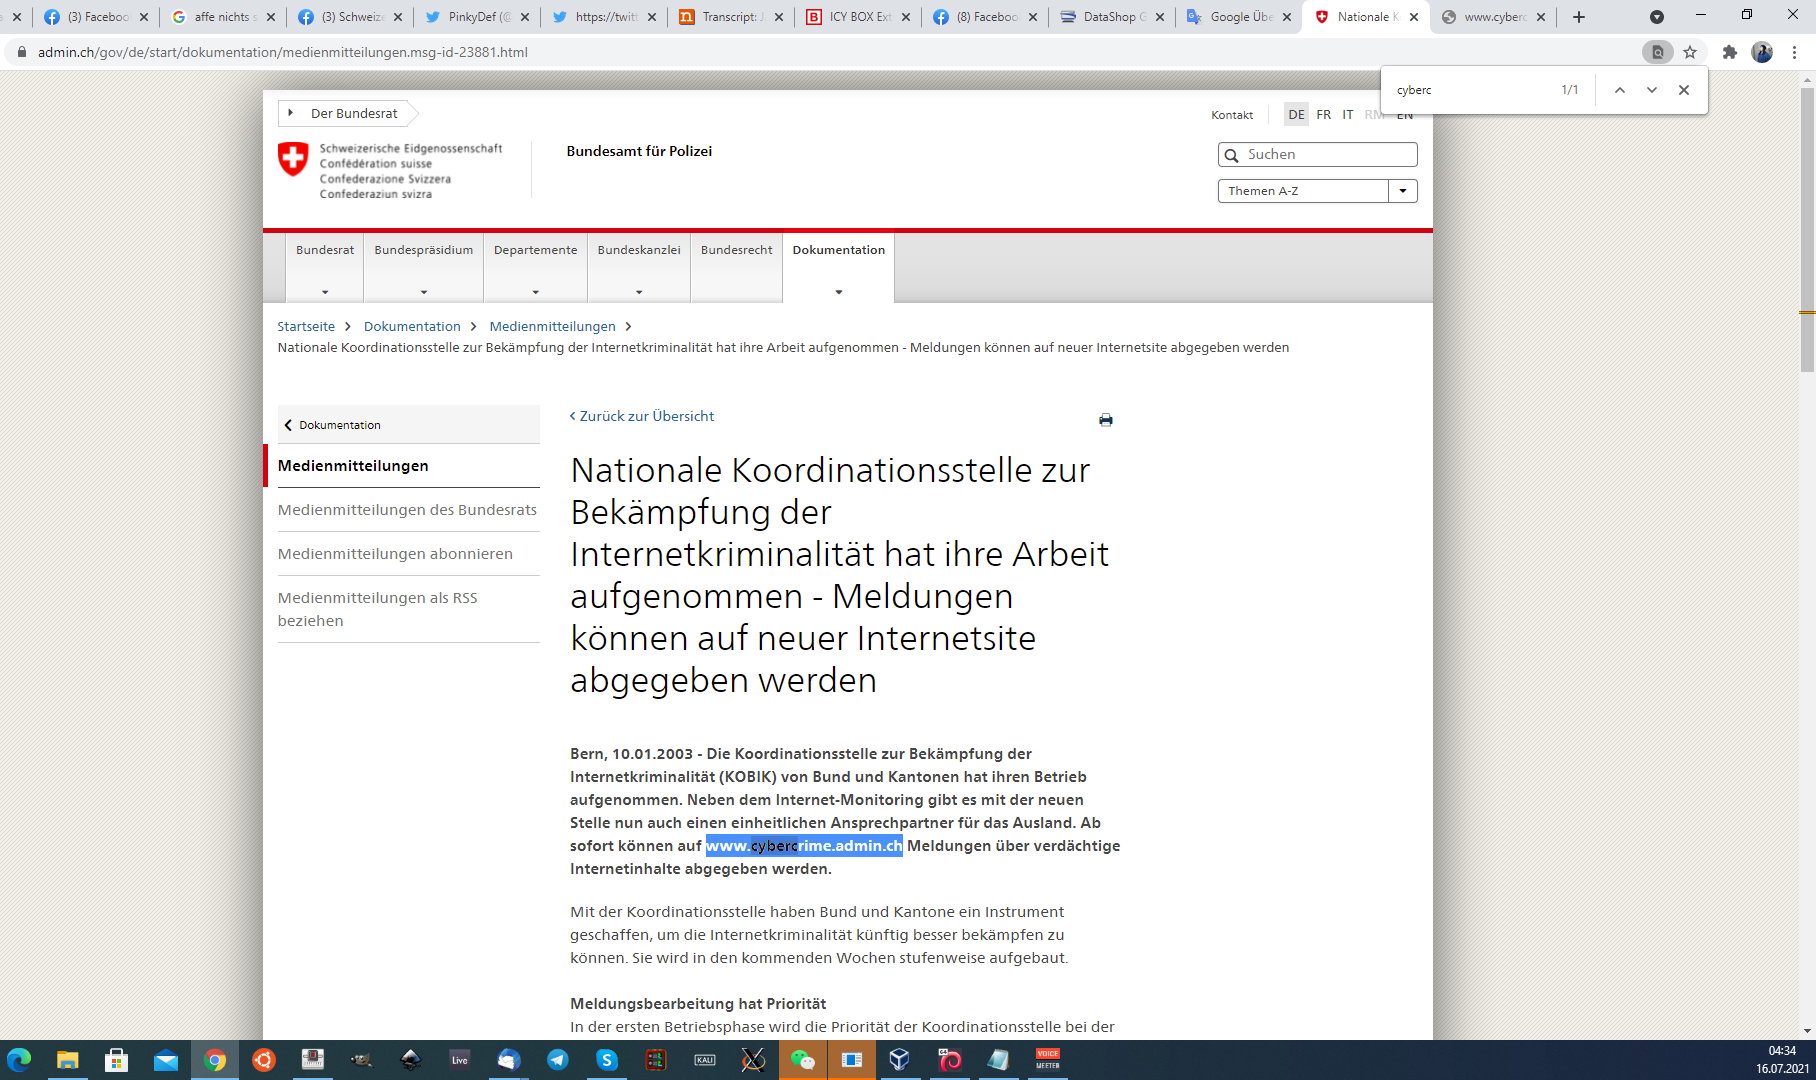 (3) Faceboo
affe nichts s
(3) Schweize
PinkyDef (@
https://twitt
Transcript: J
ICY BOX Ext
(8) Faceboo
DataShop G
Google Übe
Nationale K
www.cyberc
admin.ch/gov/de/start/dokumentation/medienmitteilungen.msg-id-23881.html
cyberc
1/1
Der Bundesrat
Kontakt
DE FR IT RM EN
Schweizerische Eidgenossenschaft
Confédération suisse
Confederazione Svizzera
Confederaziun svizra
Bundesamt für Polizei
Suchen
Themen A-Z
Bundesrat
Bundespräsidium
Departemente
Bundeskanzlei
Bundesrecht
Dokumentation
Startseite > Dokumentation > Medienmitteilungen >
Nationale Koordinationsstelle zur Bekämpfung der Internetkriminalität hat ihre Arbeit aufgenommen - Meldungen können auf neuer Internetsite abgegeben werden
Dokumentation
Medienmitteilungen
Medienmitteilungen des Bundesrats
Medienmitteilungen abonnieren
Medienmitteilungen als RSS
beziehen
‹ Zurück zur Übersicht
Nationale Koordinationsstelle zur
Bekämpfung der
Internetkriminalität hat ihre Arbeit
aufgenommen - Meldungen
können auf neuer Internetsite
abgegeben werden
Bern, 10.01.2003 - Die Koordinationsstelle zur Bekämpfung der
Internetkriminalität (KOBIK) von Bund und Kantonen hat ihren Betrieb
aufgenommen. Neben dem Internet-Monitoring gibt es mit der neuen
Stelle nun auch einen einheitlichen Ansprechpartner für das Ausland. Ab
sofort können auf www.cybercrime.admin.ch Meldungen über verdächtige
Internetinhalte abgegeben werden.
Mit der Koordinationsstelle haben Bund und Kantone ein Instrument
geschaffen, um die Internetkriminalität künftig besser bekämpfen zu
können. Sie wird in den kommenden Wochen stufenweise aufgebaut.
Meldungsbearbeitung hat Priorität
In der ersten Betriebsphase wird die Priorität der Koordinationsstelle bei der
Live
KALI
64
VOICE
MEETER
04:34
16.07.2021